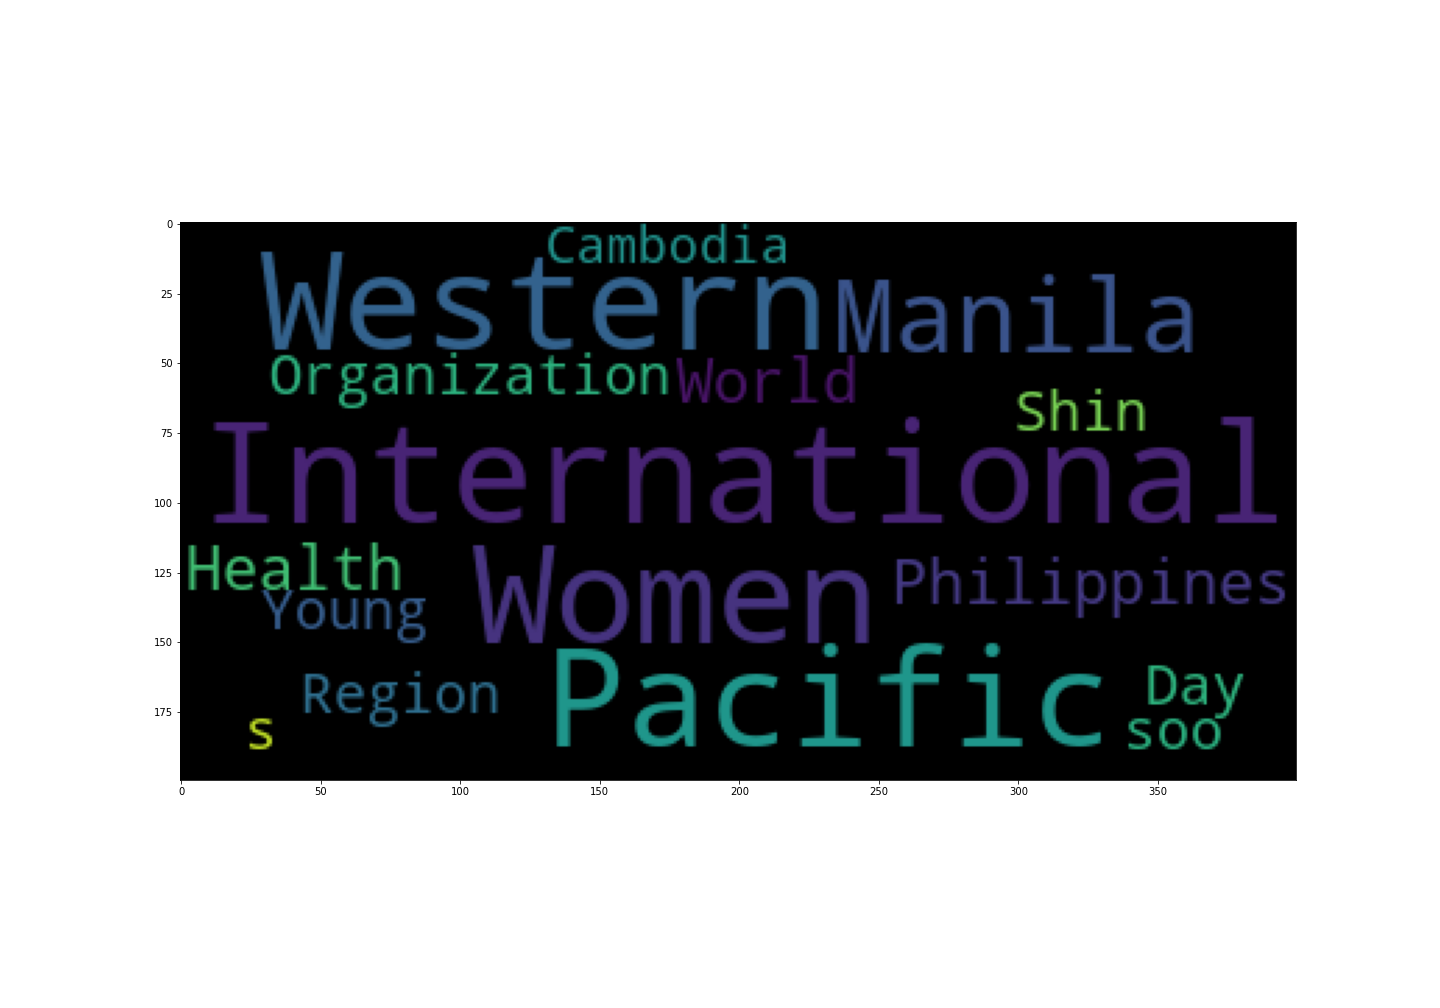 0
Cambodia
Western Manila
25
50
Organization World
Shin
75
International
100
Health
Women Philippines
125
Young
150
Pacific
Region Day
175
s soo
0 50 100 150 200 250 300 350